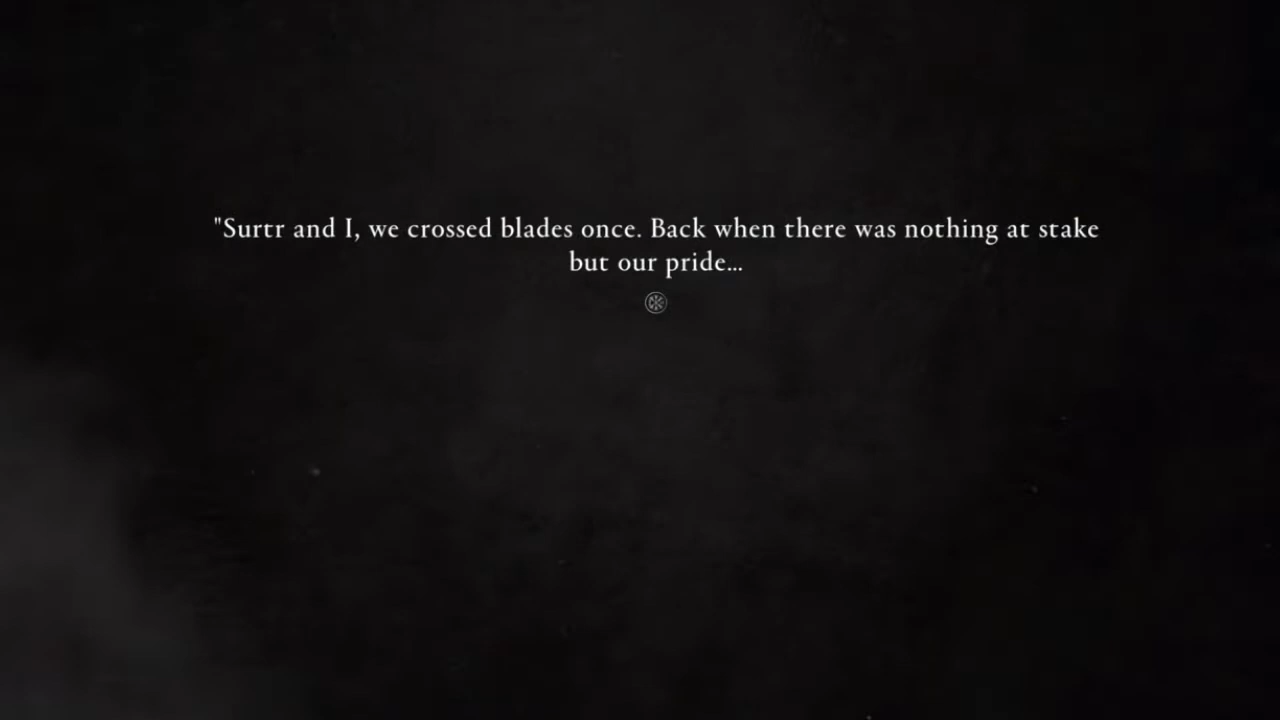 "Surtr and I, we crossed blades once. Back when there was nothing at stake
but our pride...